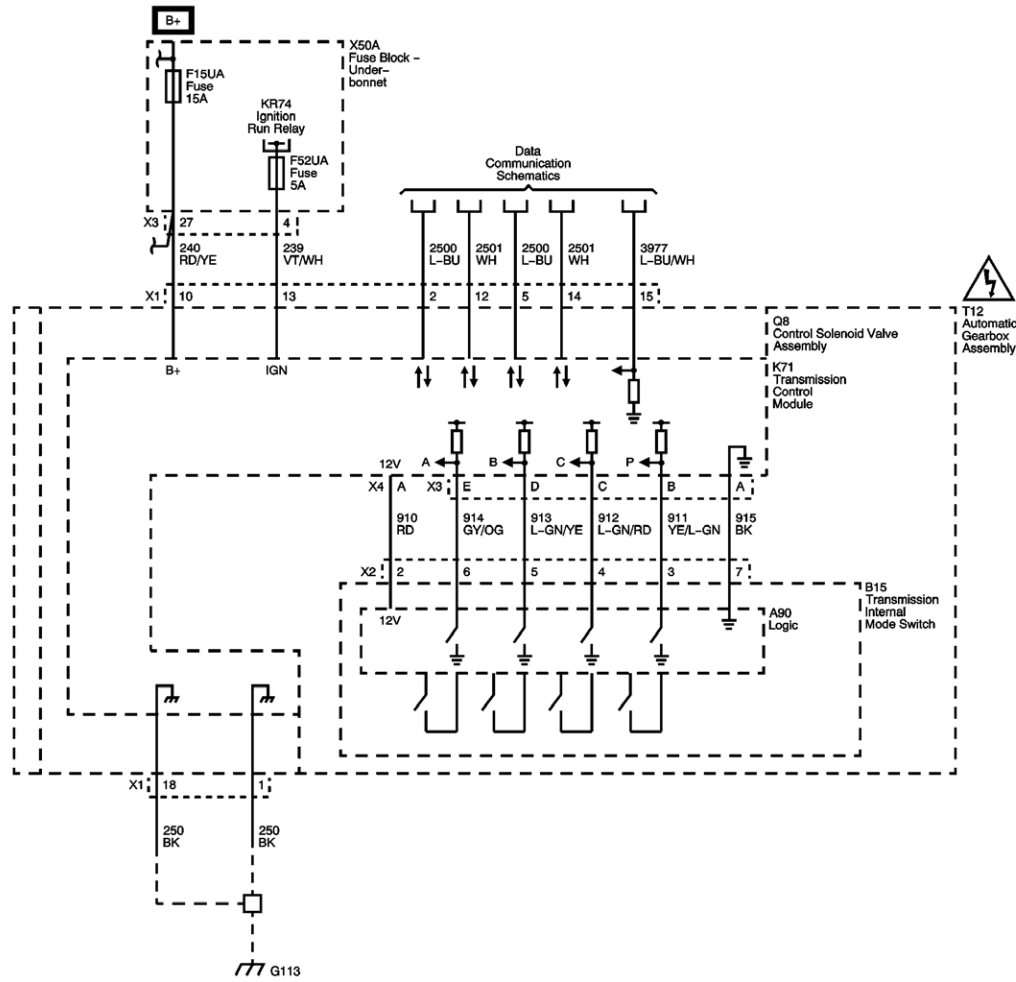 B+
X50A
Fuse Block –
Under–
bonnet
F15UA
Fuse
15A
KR74
Ignition
Run Relay
F52UA
Fuse
5A
Data
Communication
Schematics
X3 27 4
240
RD/YE
239
VT/WH
2500
L–BU
2501
WH
2500
L–BU
2501
WH
3977
L–BU/WH
X1 10 13 2 12 5 14 15
T12
Automatic
Gearbox
Assembly
Q8
Control Solenoid Valve
Assembly
K71
Transmission
Control
Module
B+ IGN
12V A B C P
X4 A X3 E D C B A
910
RD
914
GY/OG
913
L–GN/YE
912
L–GN/RD
911
YE/L–GN
915
BK
X2 2 6 5 4 3 7
B15
Transmission
Internal
Mode Switch
A90
Logic
12V
X1 18 1
250
BK
250
BK
G113